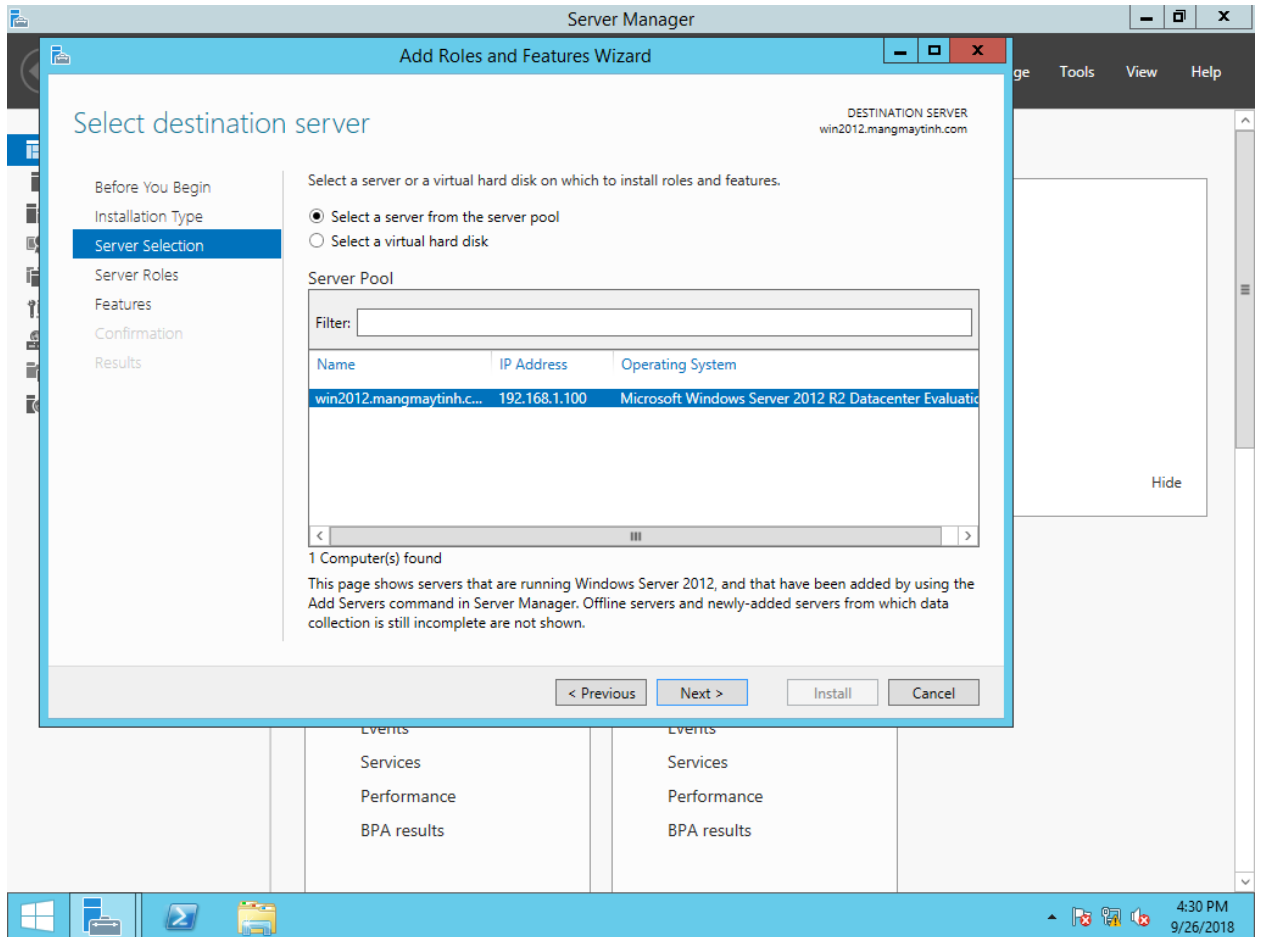 Server Manager
Add Roles and Features Wizard
ge Tools View Help
Select destination server
DESTINATION SERVER
win2012.mangmaytinh.com
Before You Begin
Installation Type
Server Selection
Server Roles
Features
Confirmation
Results
Select a server or a virtual hard disk on which to install roles and features.
Select a server from the server pool
Select a virtual hard disk
Server Pool
Filter:
Name IP Address Operating System
win2012.mangmaytinh.c... 192.168.1.100 Microsoft Windows Server 2012 R2 Datacenter Evaluatio
1 Computer(s) found
This page shows servers that are running Windows Server 2012, and that have been added by using the
Add Servers command in Server Manager. Offline servers and newly-added servers from which data
collection is still incomplete are not shown.
< Previous Next > Install Cancel
Hide
Events Events
Services Services
Performance Performance
BPA results BPA results
4:30 PM
9/26/2018